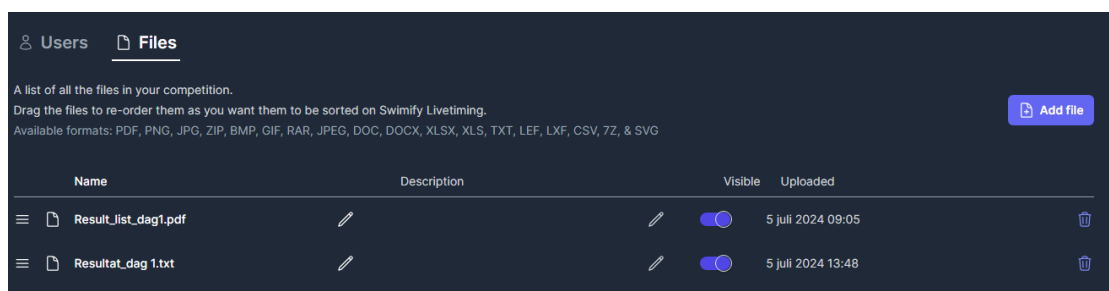 Users Files
A list of all the files in your competition.
Drag the files to re-order them as you want them to be sorted on Swimify Livetiming.
Add file
Available formats: PDF, PNG, JPG, ZIP, BMP, GIF, RAR, JPEG, DOC, DOCX, XLSX, XLS, TXT, LEF, LXF, CSV, 7Z, & SVG
Name Description Visible Uploaded
Result_list_dag1.pdf 5 juli 2024 09:05
Resultat_dag 1.txt 5 juli 2024 13:48